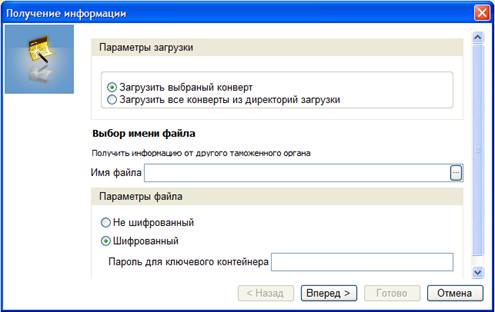 Получение информации
Параметры загрузки
Загрузить выбраный конверт
Загрузить все конверты из директорий загрузки
Выбор имени файла
Получить информацию от другого таможенного органа
Имя файла
...
Параметры файла
Не шифрованный
Шифрованный
Пароль для ключевого контейнера
< Назад Вперед > Готово Отмена